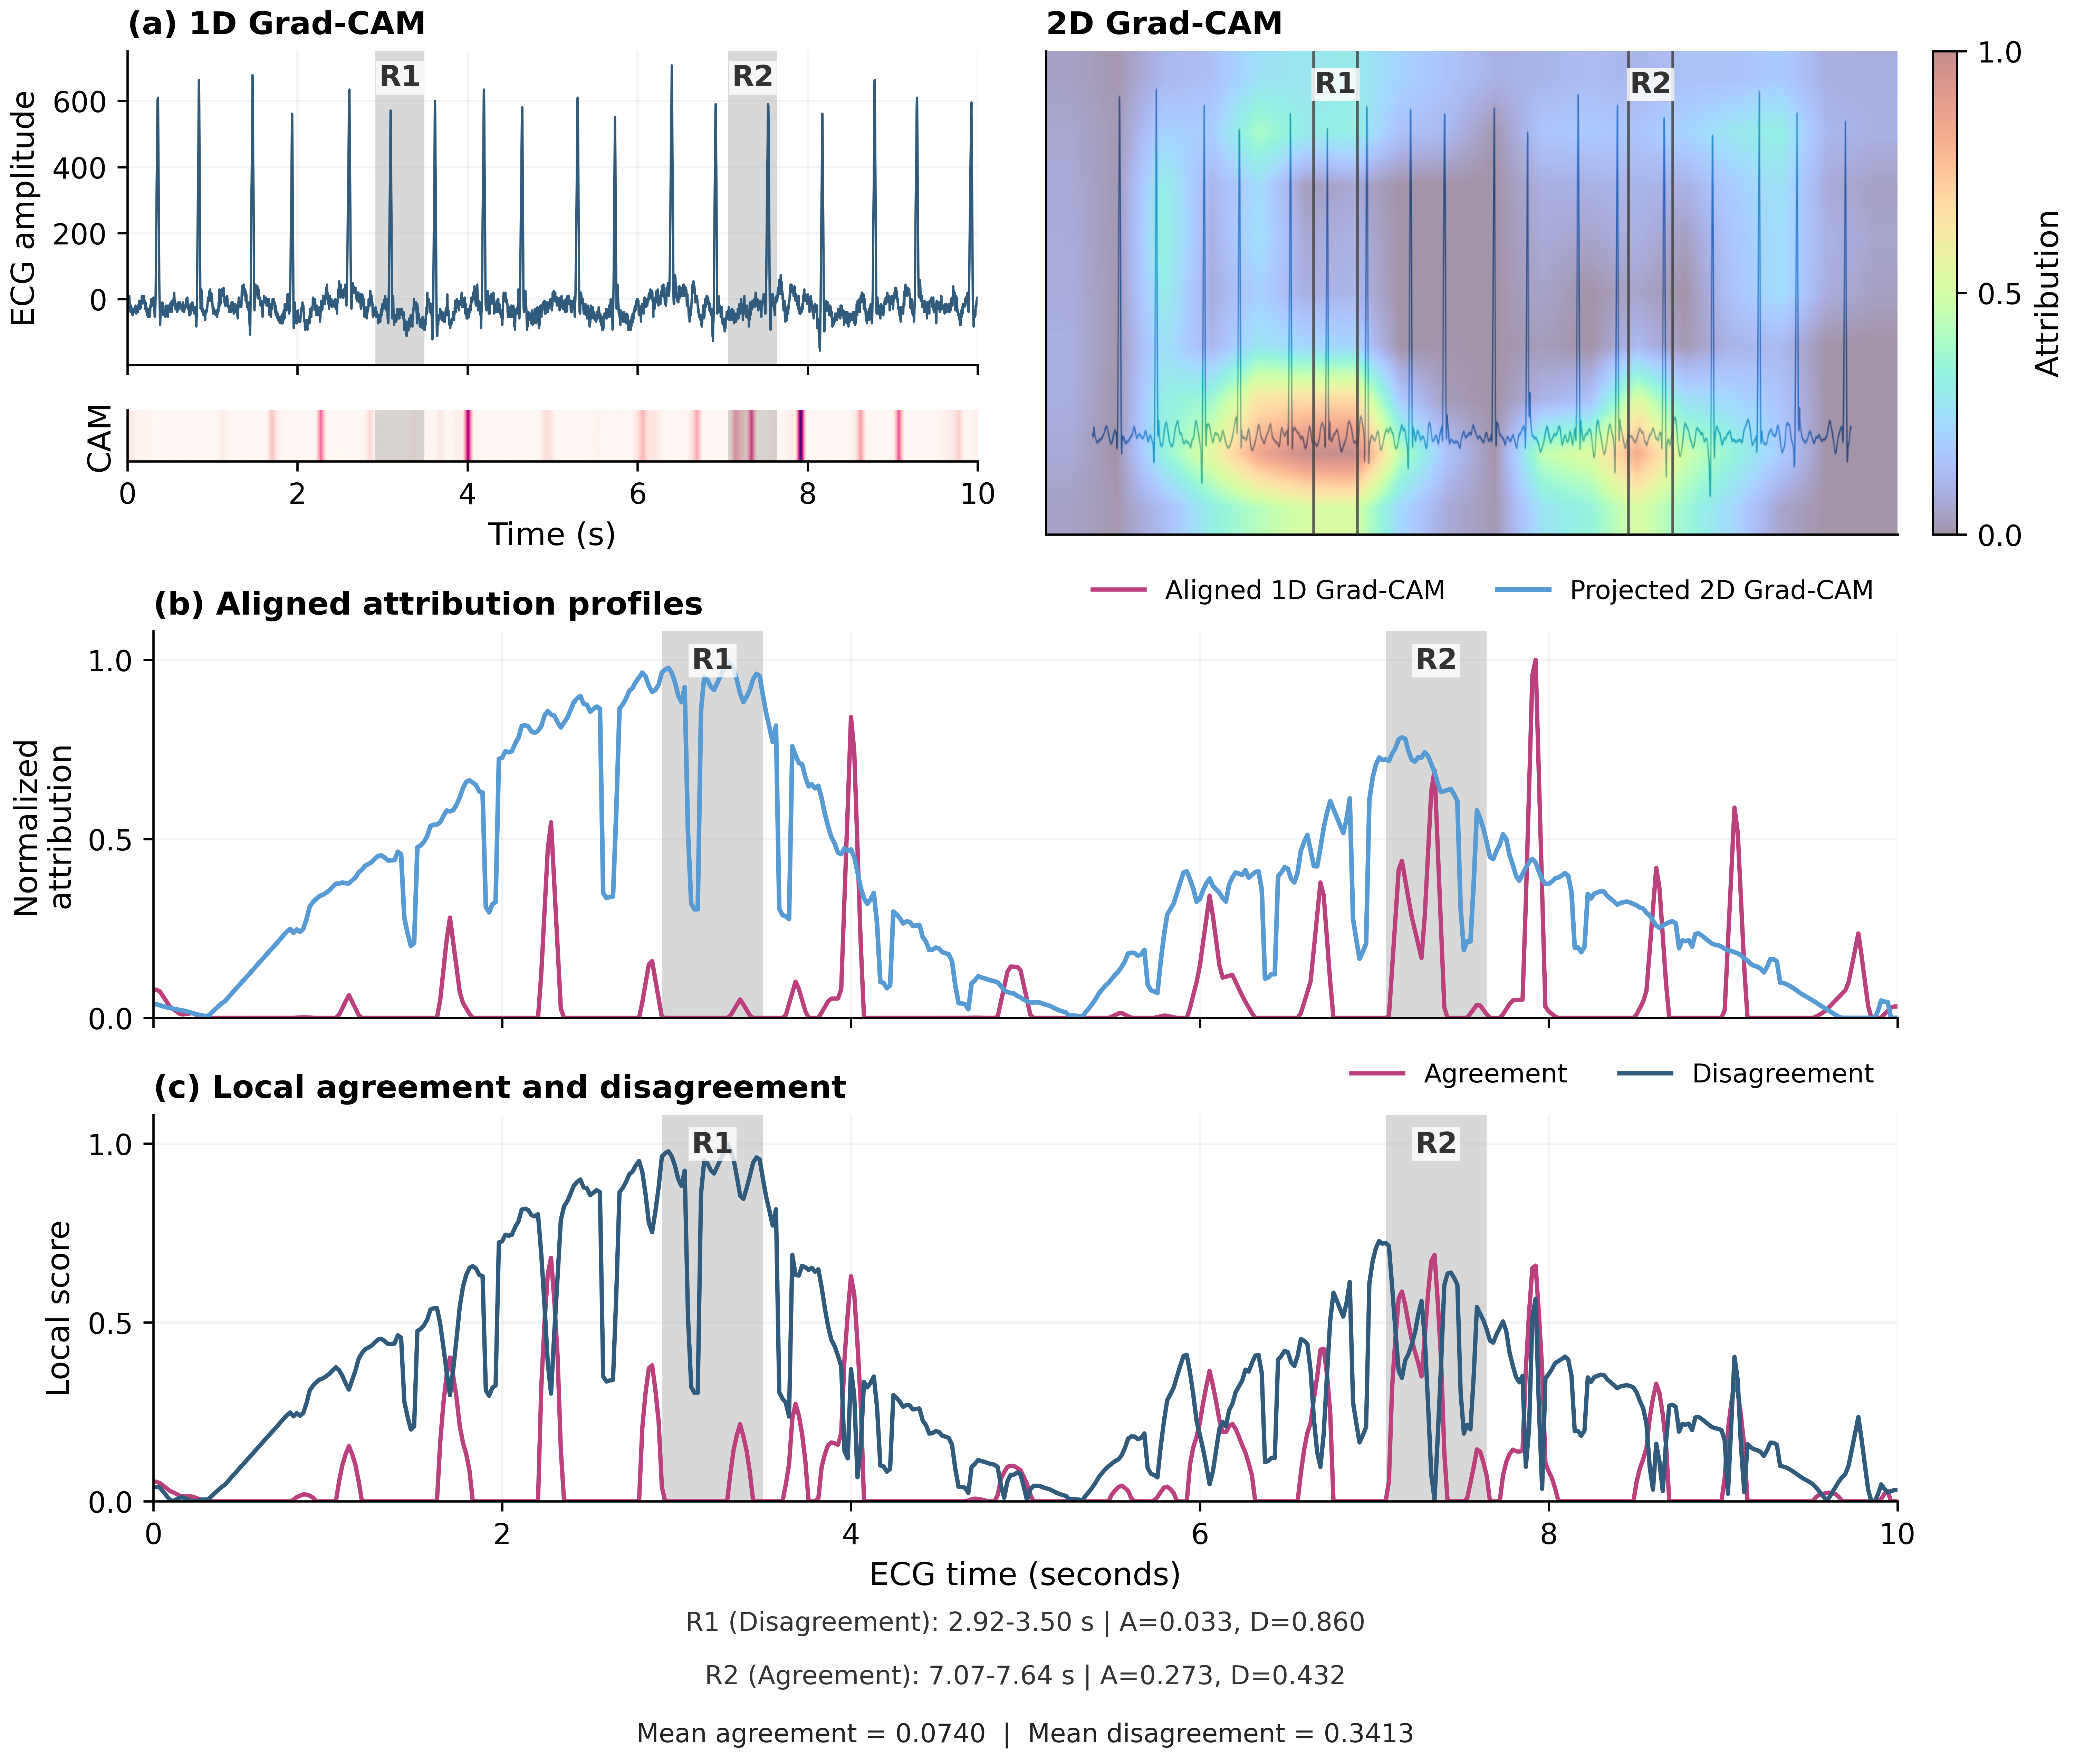 (a) 1D Grad-CAM
R1
R2
ECG amplitude
600
400
200
0
CAM
0 2 4 6 8 10
Time (s)
2D Grad-CAM
R1
R2
1.0
0.5
0.0
Attribution
(b) Aligned attribution profiles
Aligned 1D Grad-CAM
Projected 2D Grad-CAM
R1
R2
Normalized
attribution
1.0
0.5
0.0
(c) Local agreement and disagreement
Agreement
Disagreement
R1
R2
Local score
1.0
0.5
0.0
0 2 4 6 8 10
ECG time (seconds)
R1 (Disagreement): 2.92-3.50 s | A=0.033, D=0.860
R2 (Agreement): 7.07-7.64 s | A=0.273, D=0.432
Mean agreement = 0.0740 | Mean disagreement = 0.3413